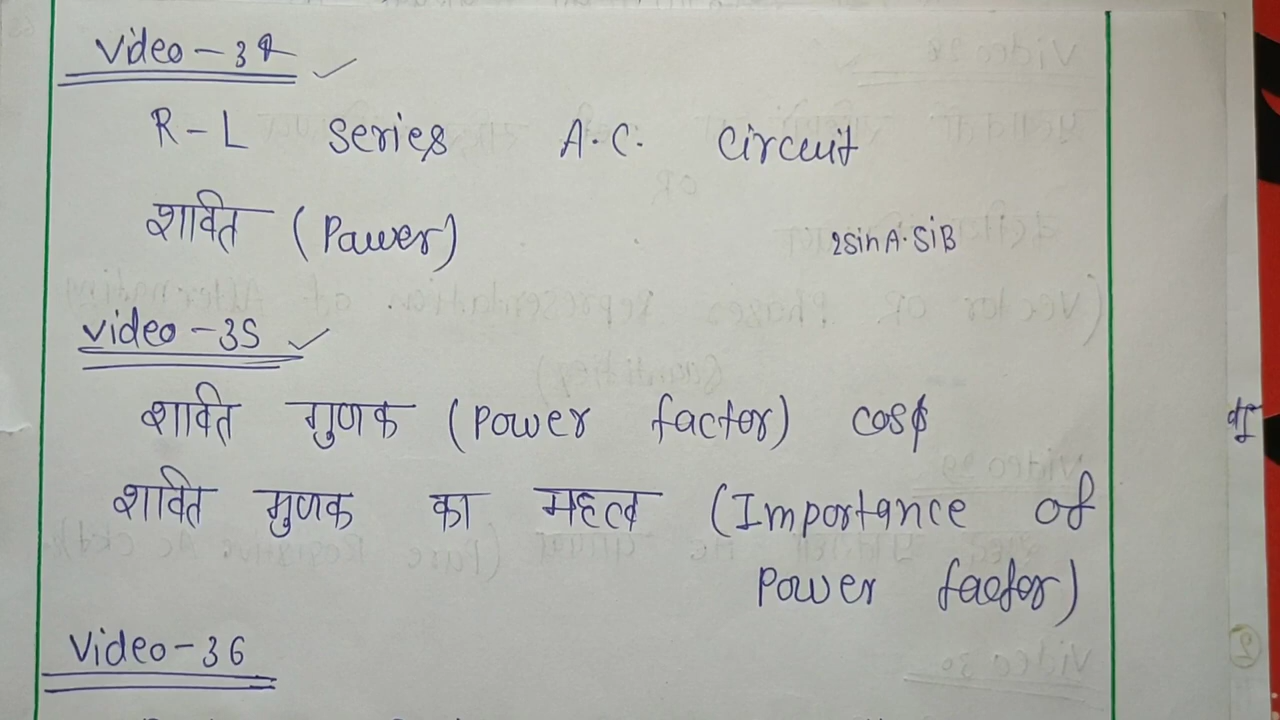 Video-34
R-L series A.C. circuit
शक्ति (Pawer)
2sinA.SiB
video-35
शक्ति गुणक (Power factor) cosϕ
शक्ति गुणक का महत्व (Importance of
Power factor)
Video-36